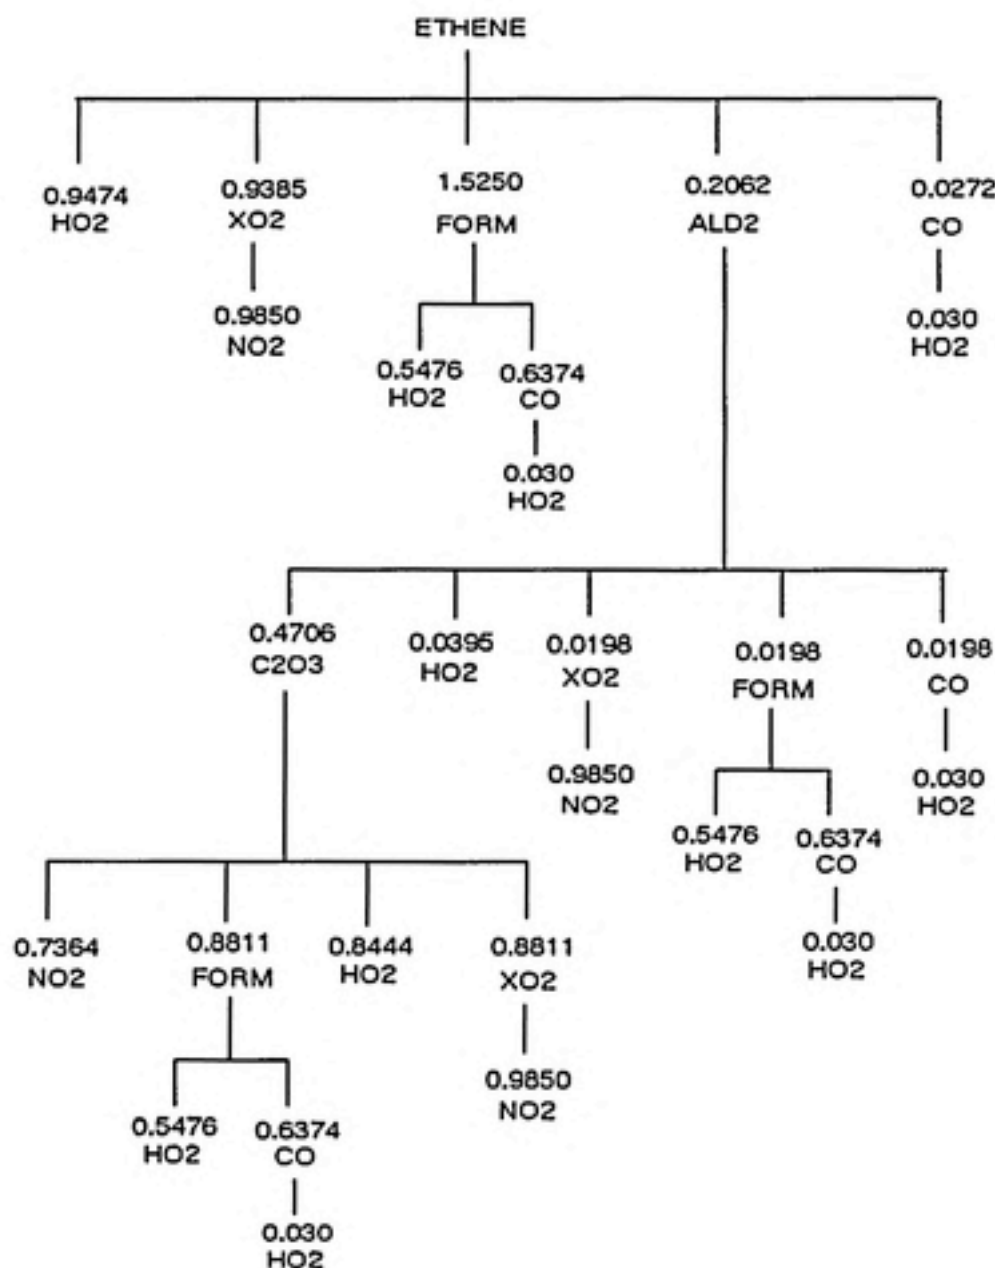 ETHENE
0.9474
HO2
0.9385
XO2
0.9850
NO2
1.5250
FORM
0.5476
HO2
0.6374
CO
0.030
HO2
0.2062
ALD2
0.0272
CO
0.030
HO2
0.4706
C2O3
0.0395
HO2
0.0198
XO2
0.9850
NO2
0.0198
FORM
0.5476
HO2
0.6374
CO
0.030
HO2
0.0198
CO
0.030
HO2
0.7364
NO2
0.8811
FORM
0.5476
HO2
0.6374
CO
0.030
HO2
0.8444
HO2
0.8811
XO2
0.9850
NO2